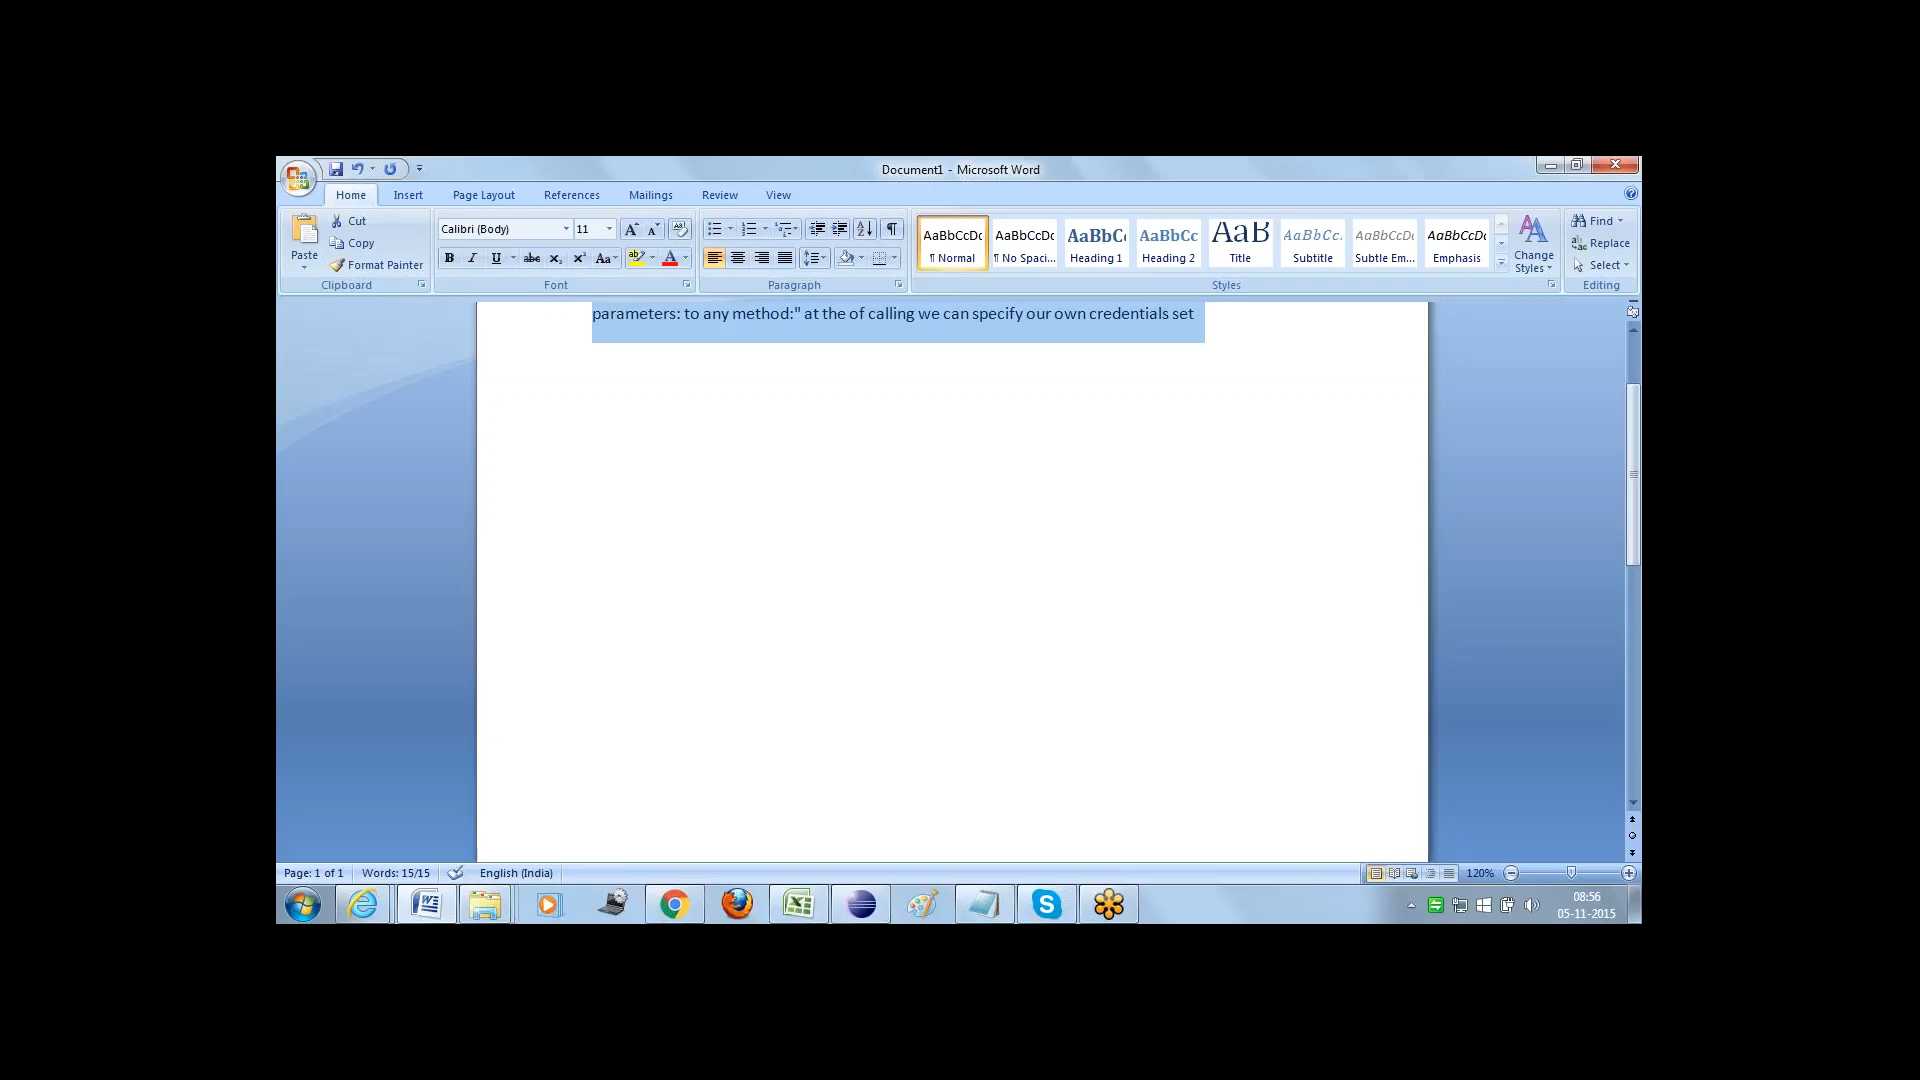 Document1 - Microsoft Word
Home Insert Page Layout References Mailings Review View
Paste
Cut
Copy
Format Painter
Clipboard
Calibri (Body) 11
Font
Paragraph
AaBbCcDc AaBbCcDc AaBbC AaBbCc AaB AaBbCc. AaBbCcDc AaBbCcDc
¶ Normal ¶ No Spaci... Heading 1 Heading 2 Title Subtitle Subtle Em... Emphasis
Change Styles
Styles
Find
Replace
Select
Editing
parameters: to any method:" at the of calling we can specify our own credentials set
Page: 1 of 1 Words: 15/15 English (India) 120%
08:56
05-11-2015